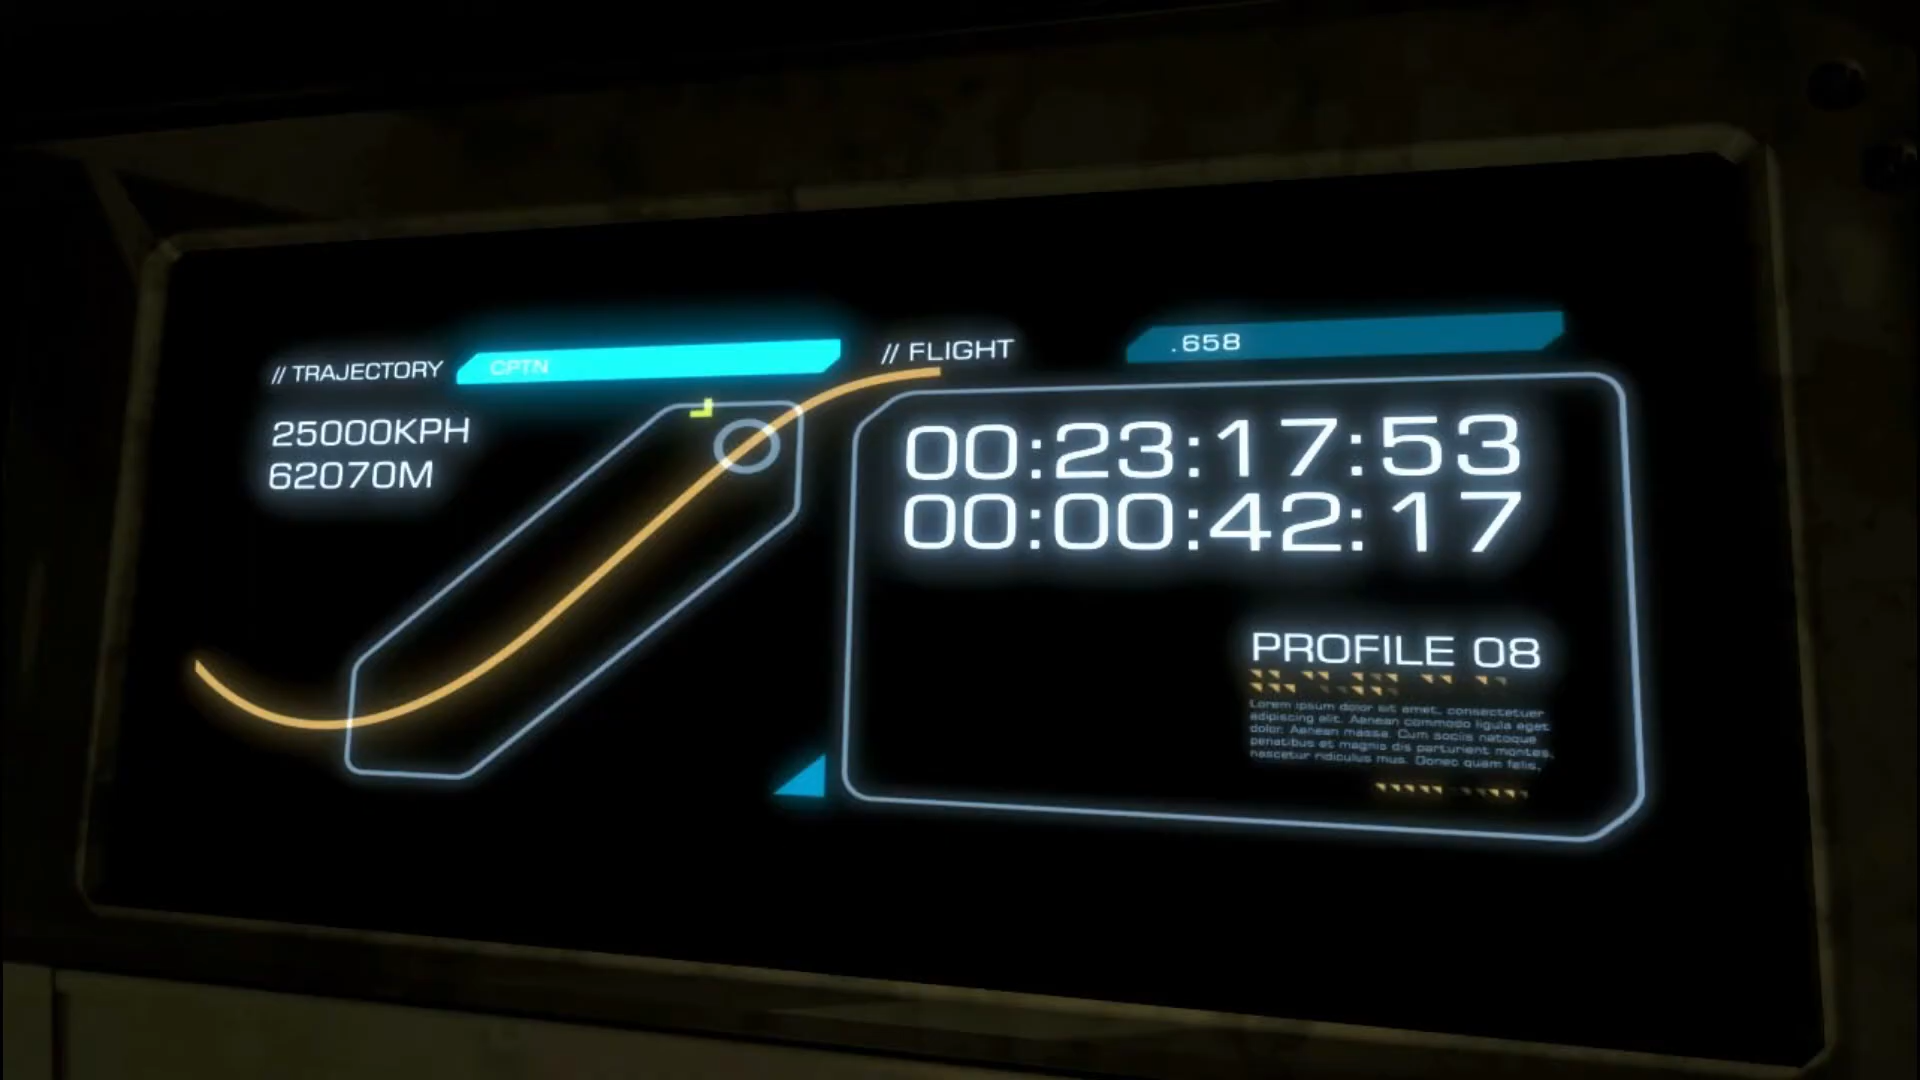 // TRAJECTORY
CPTN
25000KPH
62070M
// FLIGHT
.658
00:23:17:53
00:00:42:17
PROFILE 08
Lorem ipsum dolor sit amet, consectetuer
adipiscing elit. Aenean commodo ligula eget
dolor. Aenean massa. Cum sociis natoque
penatibus et magnis dis parturient montes,
nascetur ridiculus mus. Donec quam felis,